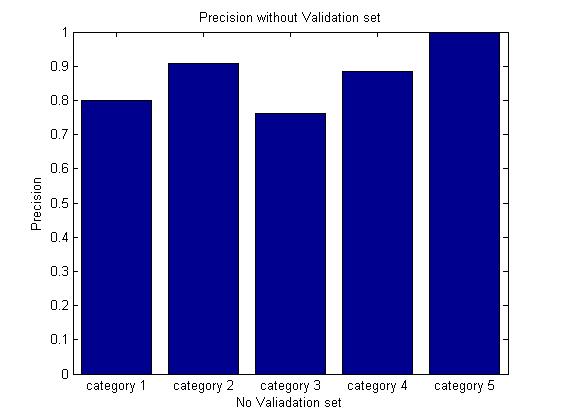 Precision without Validation set
1
0.9
0.8
0.7
0.6
0.5
0.4
0.3
0.2
0.1
0
Precision
category 1 category 2 category 3 category 4 category 5
No Valiadation set